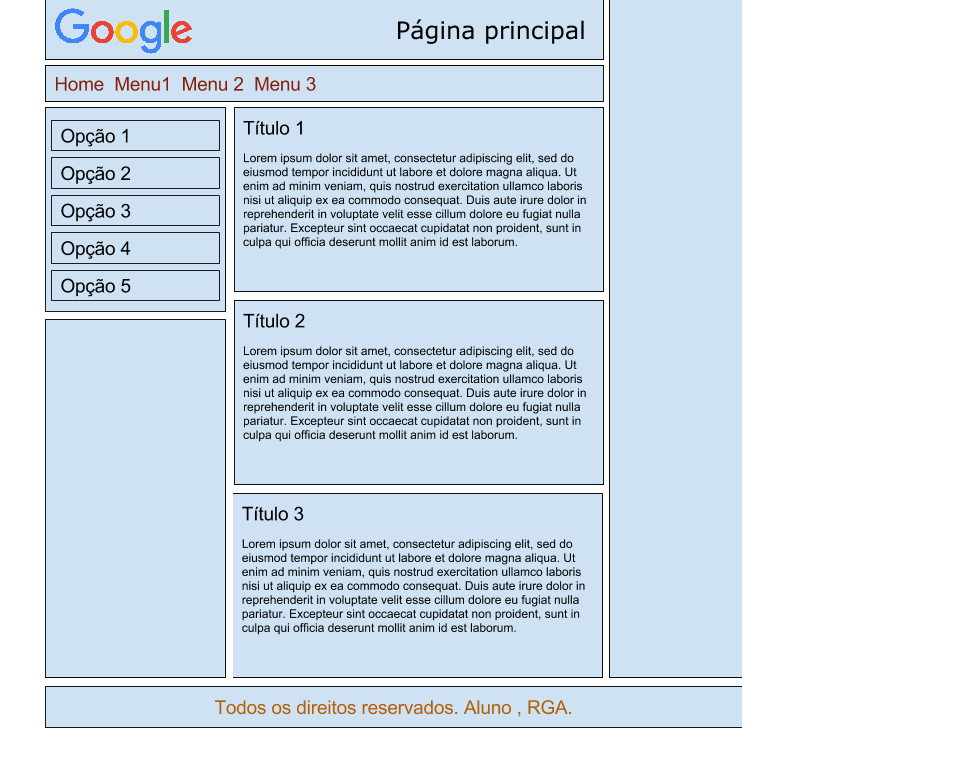 Google
Página principal
Home Menu1 Menu 2 Menu 3
Opção 1
Opção 2
Opção 3
Opção 4
Opção 5
Título 1
Lorem ipsum dolor sit amet, consectetur adipiscing elit, sed do
eiusmod tempor incididunt ut labore et dolore magna aliqua. Ut
enim ad minim veniam, quis nostrud exercitation ullamco laboris
nisi ut aliquip ex ea commodo consequat. Duis aute irure dolor in
reprehenderit in voluptate velit esse cillum dolore eu fugiat nulla
pariatur. Excepteur sint occaecat cupidatat non proident, sunt in
culpa qui officia deserunt mollit anim id est laborum.
Título 2
Lorem ipsum dolor sit amet, consectetur adipiscing elit, sed do
eiusmod tempor incididunt ut labore et dolore magna aliqua. Ut
enim ad minim veniam, quis nostrud exercitation ullamco laboris
nisi ut aliquip ex ea commodo consequat. Duis aute irure dolor in
reprehenderit in voluptate velit esse cillum dolore eu fugiat nulla
pariatur. Excepteur sint occaecat cupidatat non proident, sunt in
culpa qui officia deserunt mollit anim id est laborum.
Título 3
Lorem ipsum dolor sit amet, consectetur adipiscing elit, sed do
eiusmod tempor incididunt ut labore et dolore magna aliqua. Ut
enim ad minim veniam, quis nostrud exercitation ullamco laboris
nisi ut aliquip ex ea commodo consequat. Duis aute irure dolor in
reprehenderit in voluptate velit esse cillum dolore eu fugiat nulla
pariatur. Excepteur sint occaecat cupidatat non proident, sunt in
culpa qui officia deserunt mollit anim id est laborum.
Todos os direitos reservados. Aluno , RGA.